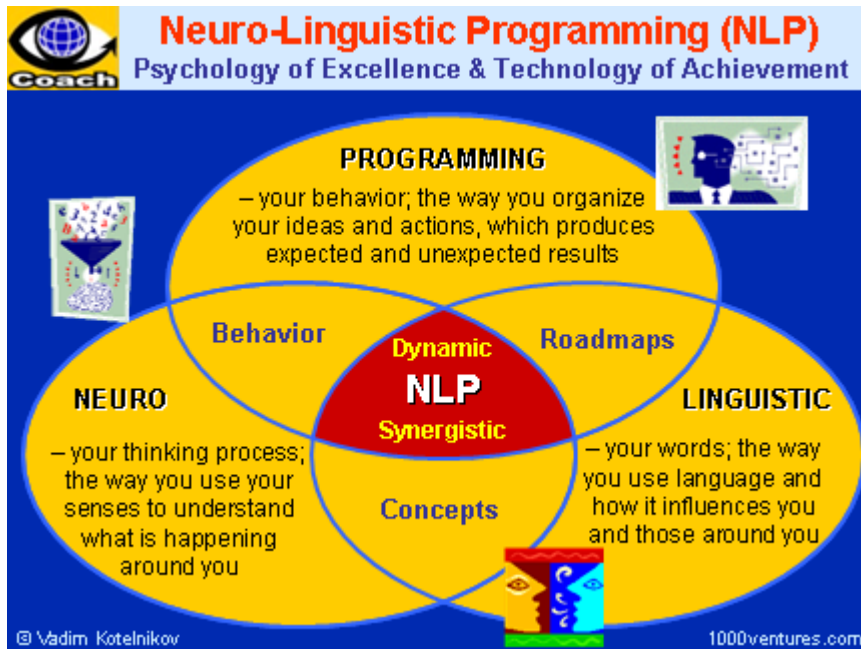 Neuro-Linguistic Programming (NLP)
Psychology of Excellence & Technology of Achievement
Coach
PROGRAMMING
– your behavior; the way you organize
your ideas and actions, which produces
expected and unexpected results
Behavior
Dynamic
NLP
Synergistic
Roadmaps
NEURO
– your thinking process;
the way you use your
senses to understand
what is happening
around you
Concepts
LINGUISTIC
– your words; the way
you use language and
how it influences you
and those around you
© Vadim Kotelnikov
1000ventures.com